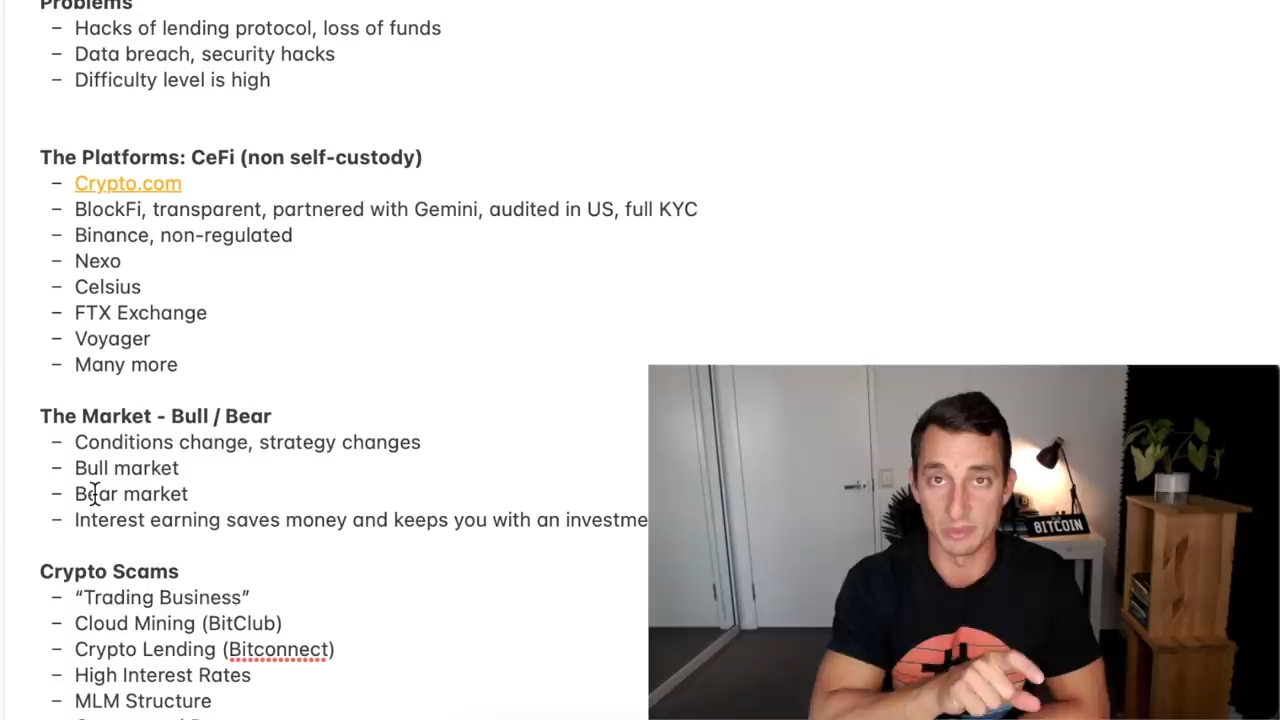 Problems
– Hacks of lending protocol, loss of funds
– Data breach, security hacks
– Difficulty level is high
The Platforms: CeFi (non self-custody)
– Crypto.com
– BlockFi, transparent, partnered with Gemini, audited in US, full KYC
– Binance, non-regulated
– Nexo
– Celsius
– FTX Exchange
– Voyager
– Many more
The Market - Bull / Bear
– Conditions change, strategy changes
– Bull market
– Bear market
– Interest earning saves money and keeps you with an investme
Crypto Scams
– “Trading Business”
– Cloud Mining (BitClub)
– Crypto Lending (Bitconnect)
– High Interest Rates
– MLM Structure
BITCOIN